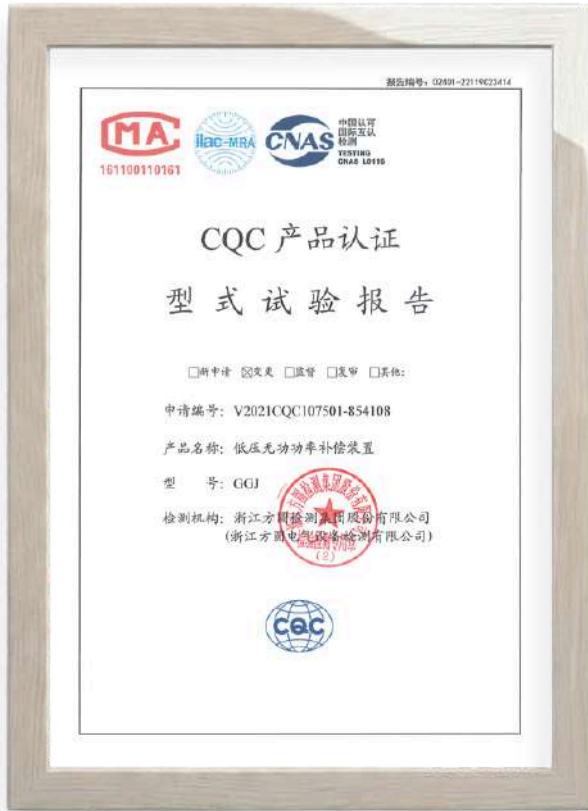 报告编号：02401-22119C23414
MA
161100110161
ilac-MRA
CNAS
中国认可
国际互认
检测
TESTING
CNAS L0116
CQC 产品认证
型式试验报告
□新申请 ☒变更 □监督 □复审 □其他：
申请编号：V2021CQC107501-854108
产品名称：低压无功功率补偿装置
型 号：GGJ
检测机构：浙江方圆检测集团股份有限公司
(浙江方圆电气设备检测有限公司)
(2)
CQC